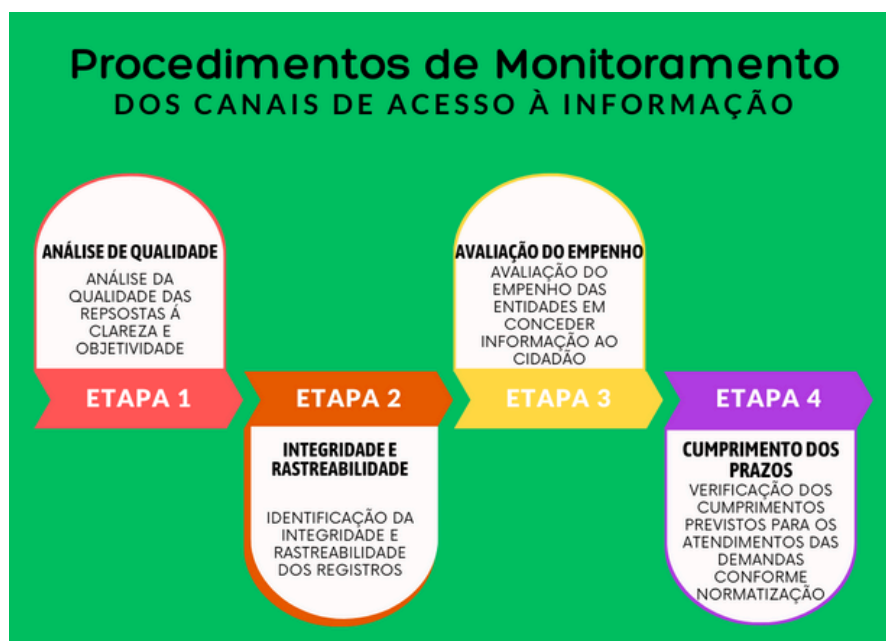 Procedimentos de Monitoramento
DOS CANAIS DE ACESSO À INFORMAÇÃO
ANÁLISE DE QUALIDADE
ANÁLISE DA
QUALIDADE DAS
REPSOSTAS Á
CLAREZA E
OBJETIVIDADE
ETAPA 1
ETAPA 2
INTEGRIDADE E
RASTREABILIDADE
IDENTIFICAÇÃO DA
INTEGRIDADE E
RASTREABILIDADE
DOS REGISTROS
AVALIAÇÃO DO EMPENHO
AVALIAÇÃO DO
EMPENHO DAS
ENTIDADES EM
CONCEDER
INFORMAÇÃO AO
CIDADÃO
ETAPA 3
ETAPA 4
CUMPRIMENTO DOS
PRAZOS
VERIFICAÇÃO DOS
CUMPRIMENTOS
PREVISTOS PARA OS
ATENDIMENTOS DAS
DEMANDAS
CONFORME
NORMATIZAÇÃO